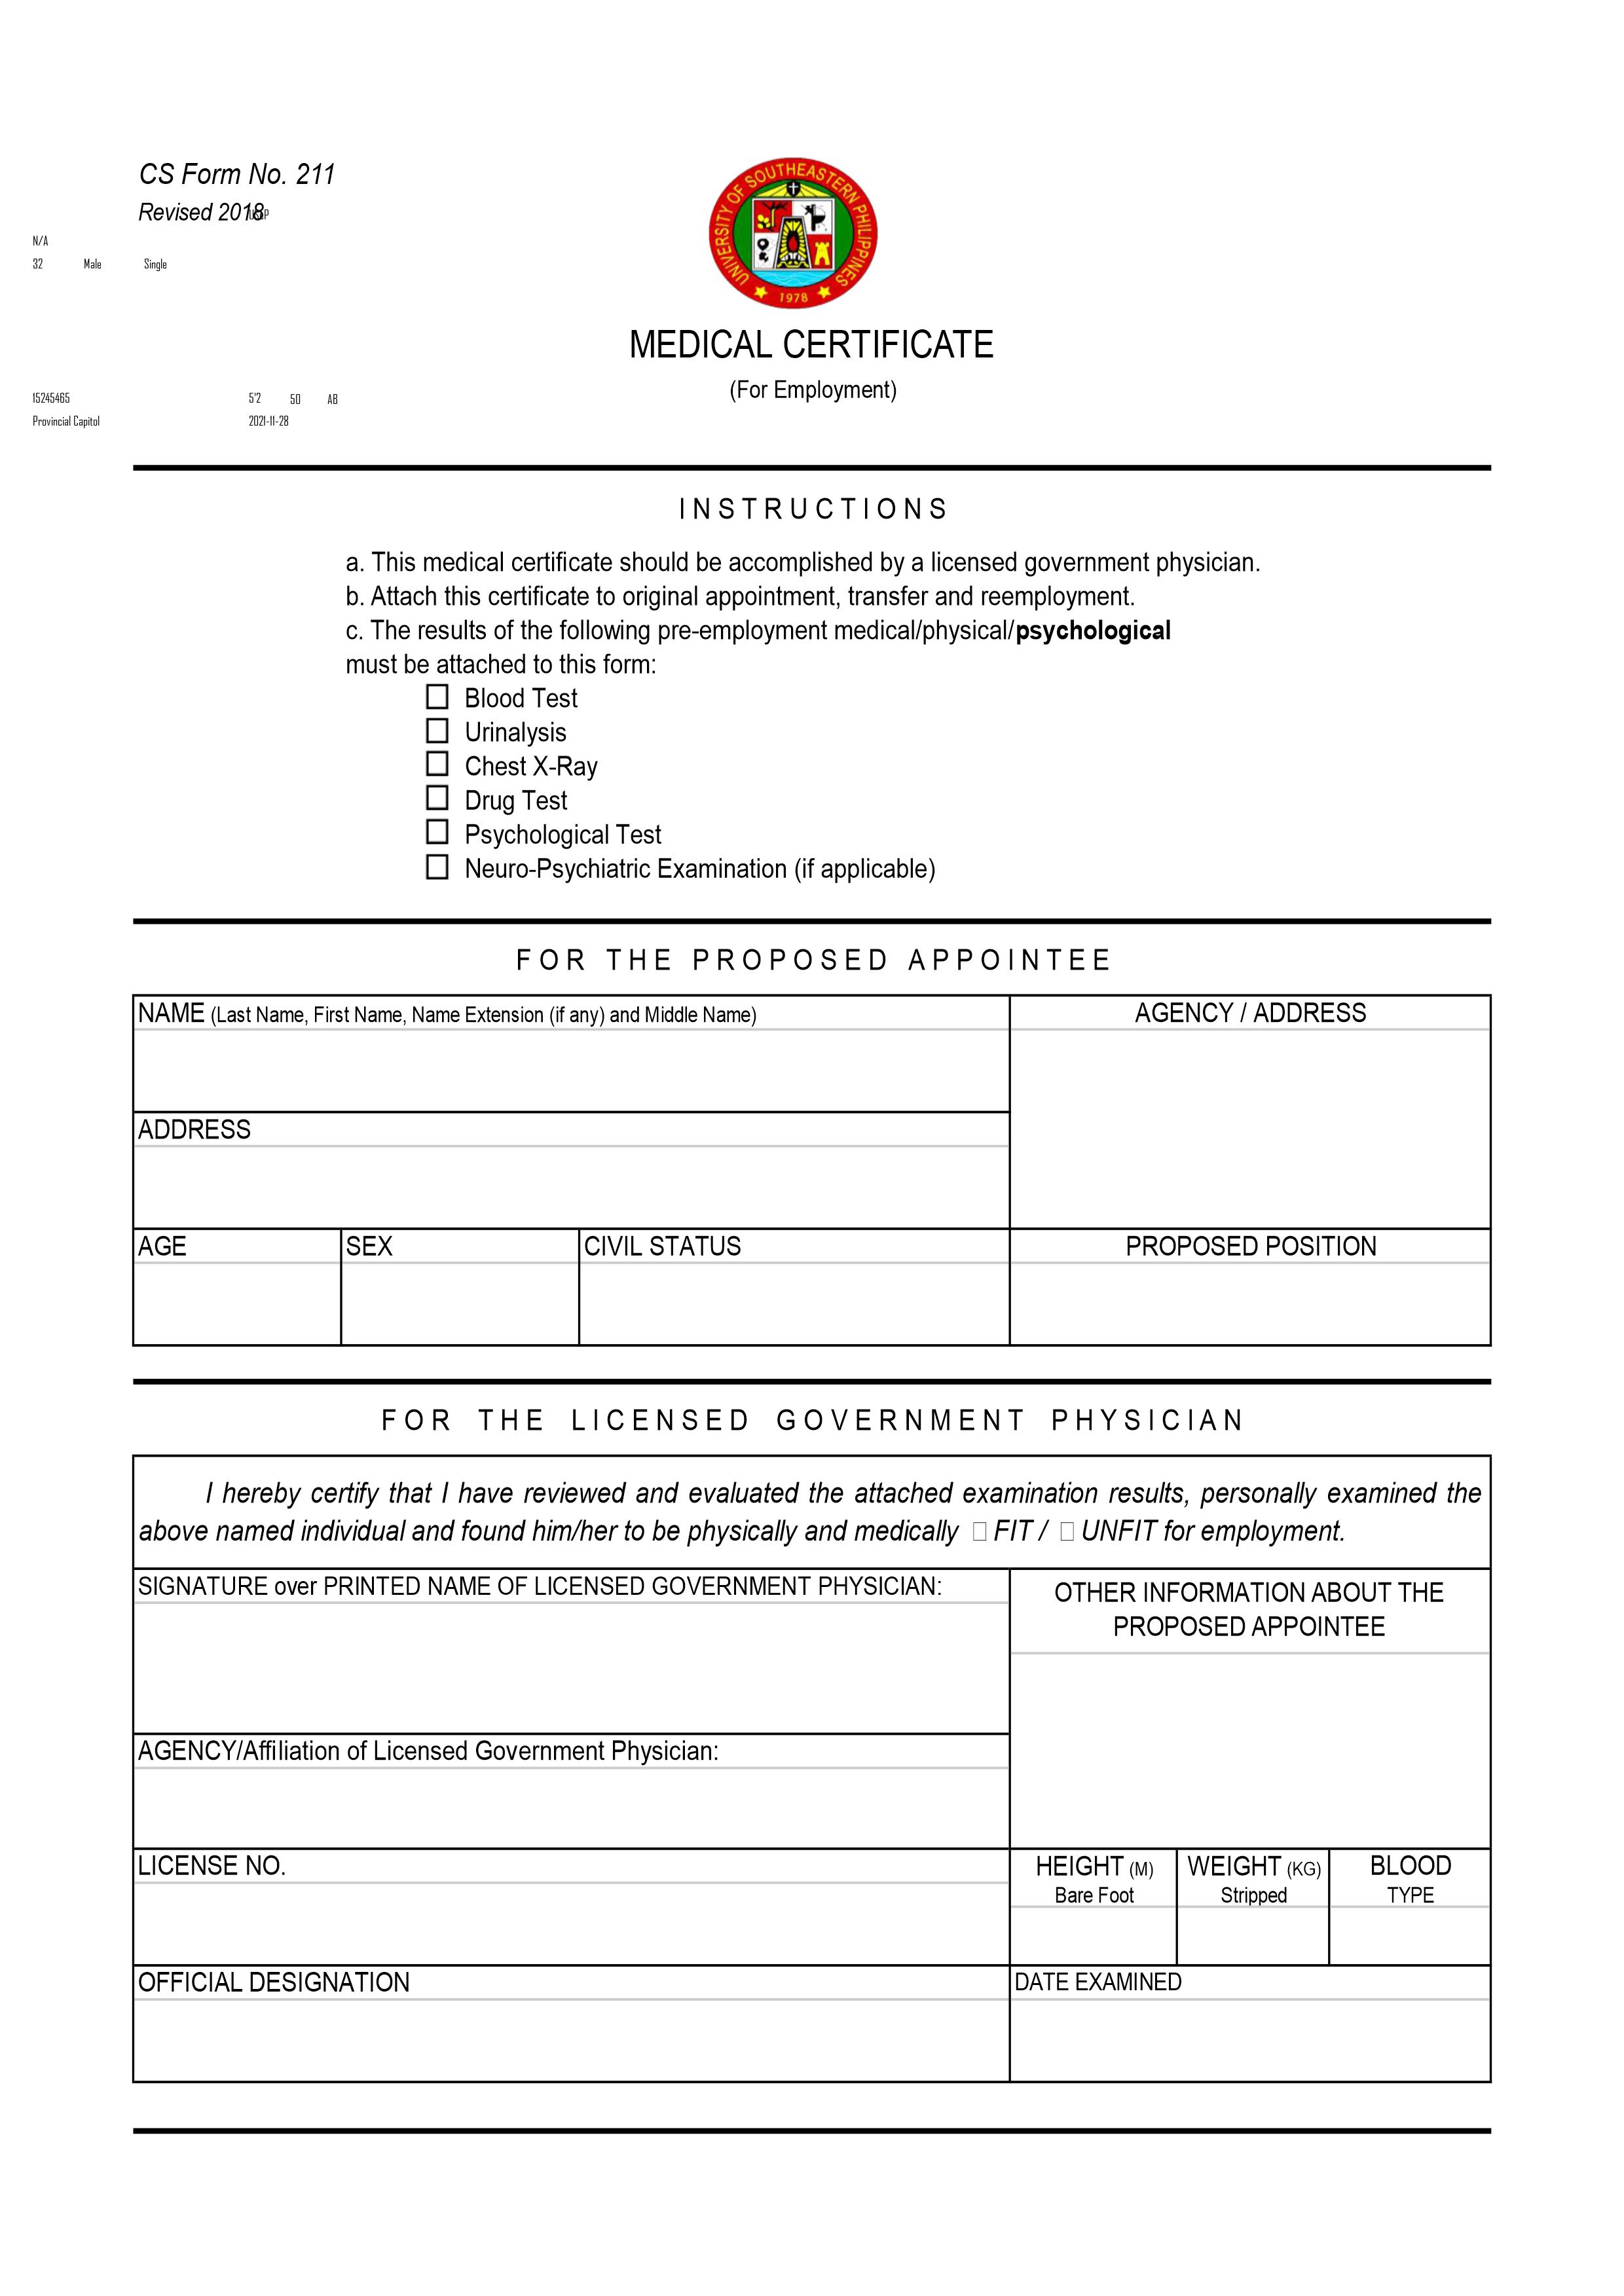 CS Form No. 211
Revised 2018
N/A
32 Male Single
UNIVERSITY OF SOUTHEASTERN PHILIPPINES
1978
MEDICAL CERTIFICATE
(For Employment)
15245465 5'2 50 AB
Provincial Capitol 2021-11-28
INSTRUCTIONS
a. This medical certificate should be accomplished by a licensed government physician.
b. Attach this certificate to original appointment, transfer and reemployment.
c. The results of the following pre-employment medical/physical/psychological
must be attached to this form:
☐ Blood Test
☐ Urinalysis
☐ Chest X-Ray
☐ Drug Test
☐ Psychological Test
☐ Neuro-Psychiatric Examination (if applicable)
FOR THE PROPOSED APPOINTEE
NAME (Last Name, First Name, Name Extension (if any) and Middle Name) AGENCY / ADDRESS
ADDRESS
AGE SEX CIVIL STATUS PROPOSED POSITION
FOR THE LICENSED GOVERNMENT PHYSICIAN
I hereby certify that I have reviewed and evaluated the attached examination results, personally examined the
above named individual and found him/her to be physically and medically ☐ FIT / ☐ UNFIT for employment.
SIGNATURE over PRINTED NAME OF LICENSED GOVERNMENT PHYSICIAN:
OTHER INFORMATION ABOUT THE
PROPOSED APPOINTEE
AGENCY/Affiliation of Licensed Government Physician:
LICENSE NO. HEIGHT (M) WEIGHT (KG) BLOOD
Bare Foot Stripped TYPE
OFFICIAL DESIGNATION DATE EXAMINED